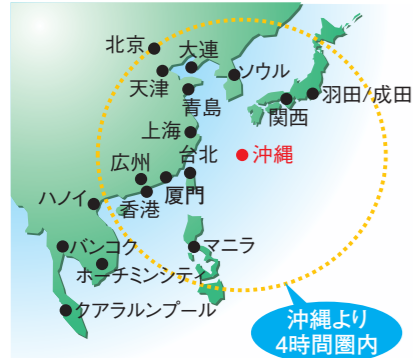 北京
大連
ソウル
天津
羽田/成田
青島
関西
上海
台北
沖縄
広州
ハノイ
香港
厦門
バンコク
マニラ
ホーチミンシティ
クアラルンプール
沖縄より
4時間圏内